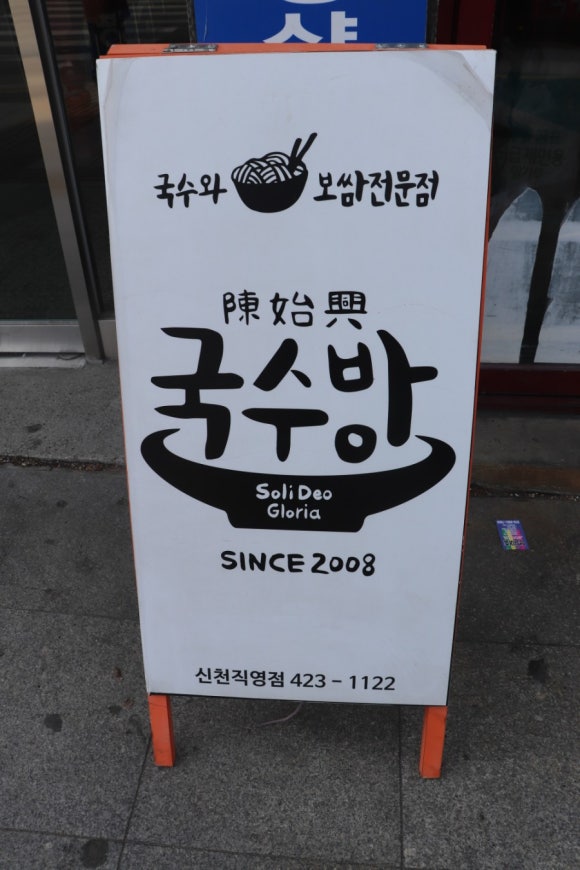 국수와 보쌈전문점
陳始興
국수방
Soli Deo
Gloria
SINCE 2008
신천직영점 423 - 1122